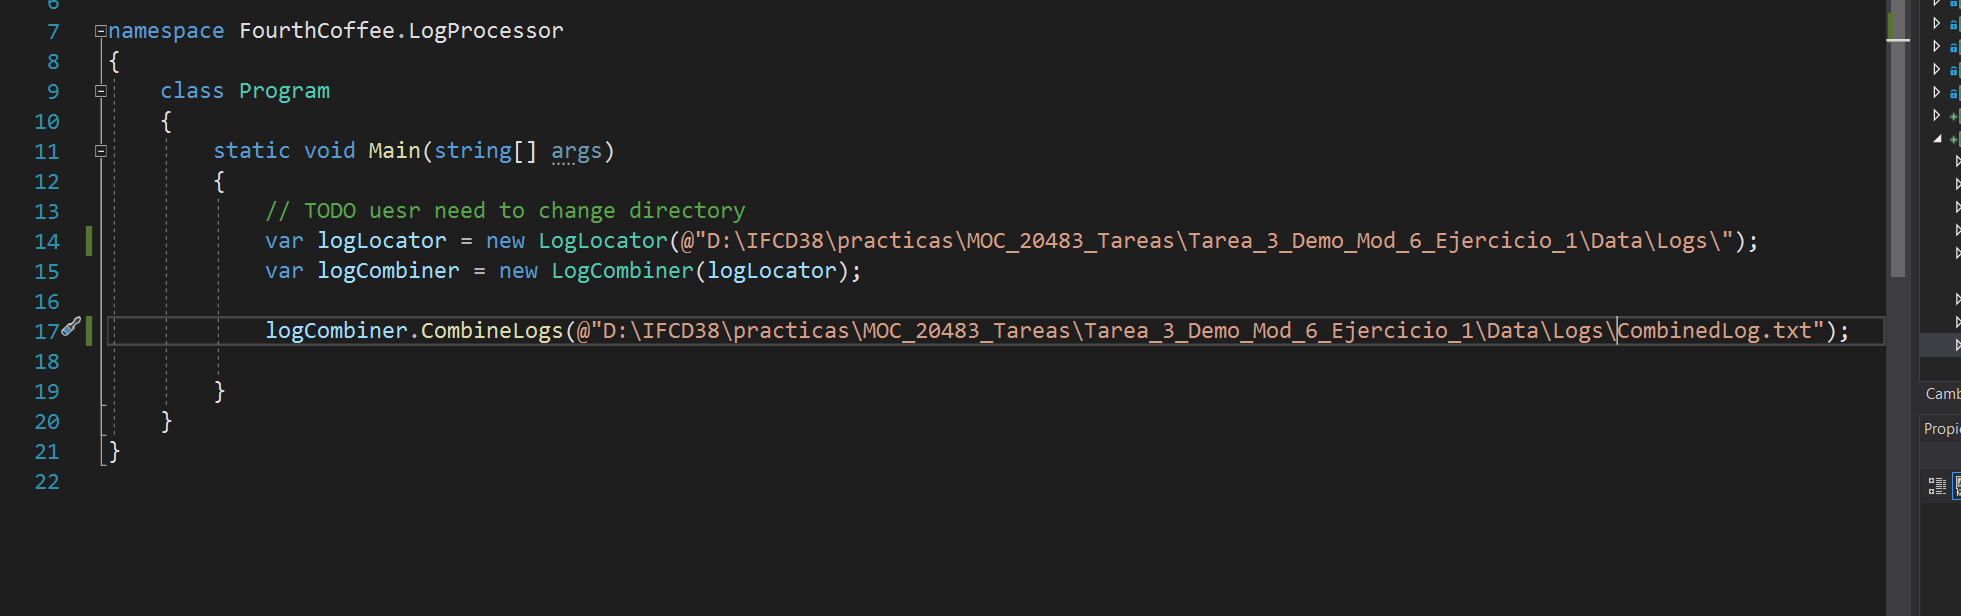 6
7 namespace FourthCoffee.LogProcessor
8 {
9 class Program
10 {
11 static void Main(string[] args)
12 {
13 // TODO uesr need to change directory
14 var logLocator = new LogLocator(@"D:\IFCD38\practicas\MOC_20483_Tareas\Tarea_3_Demo_Mod_6_Ejercicio_1\Data\Logs\");
15 var logCombiner = new LogCombiner(logLocator);
16
17 logCombiner.CombineLogs(@"D:\IFCD38\practicas\MOC_20483_Tareas\Tarea_3_Demo_Mod_6_Ejercicio_1\Data\Logs\CombinedLog.txt");
18
19 }
20 }
21 }
22
Camb
Propie